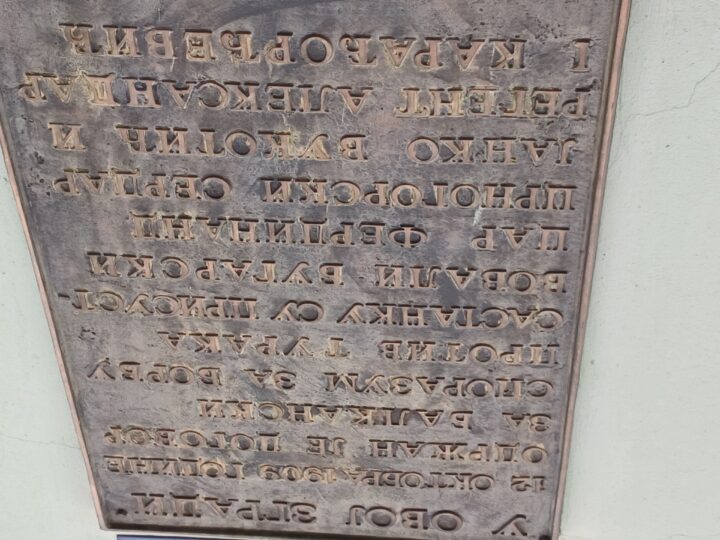 У ОВОЈ ЗГРАДИ
12 ОКТОБРА 1909 ГОДИНЕ
ОДРЖАН ЈЕ ДОГОВОР
ЗА БАЛКАНСКИ
СПОРАЗУМ ЗА БОРБУ
ПРОТИВ ТУРАКА
САСТАНКУ СУ ПРИСУСТ-
ВОВАЛИ БУГАРСКИ
ЦАР ФЕРДИНАНД
ЦРНОГОРСКИ СЕРДАР
ЈАНКО ВУКОТИЋ И
РЕГЕНТ АЛЕКСАНДАР
I КАРАЂОРЂЕВИЋ